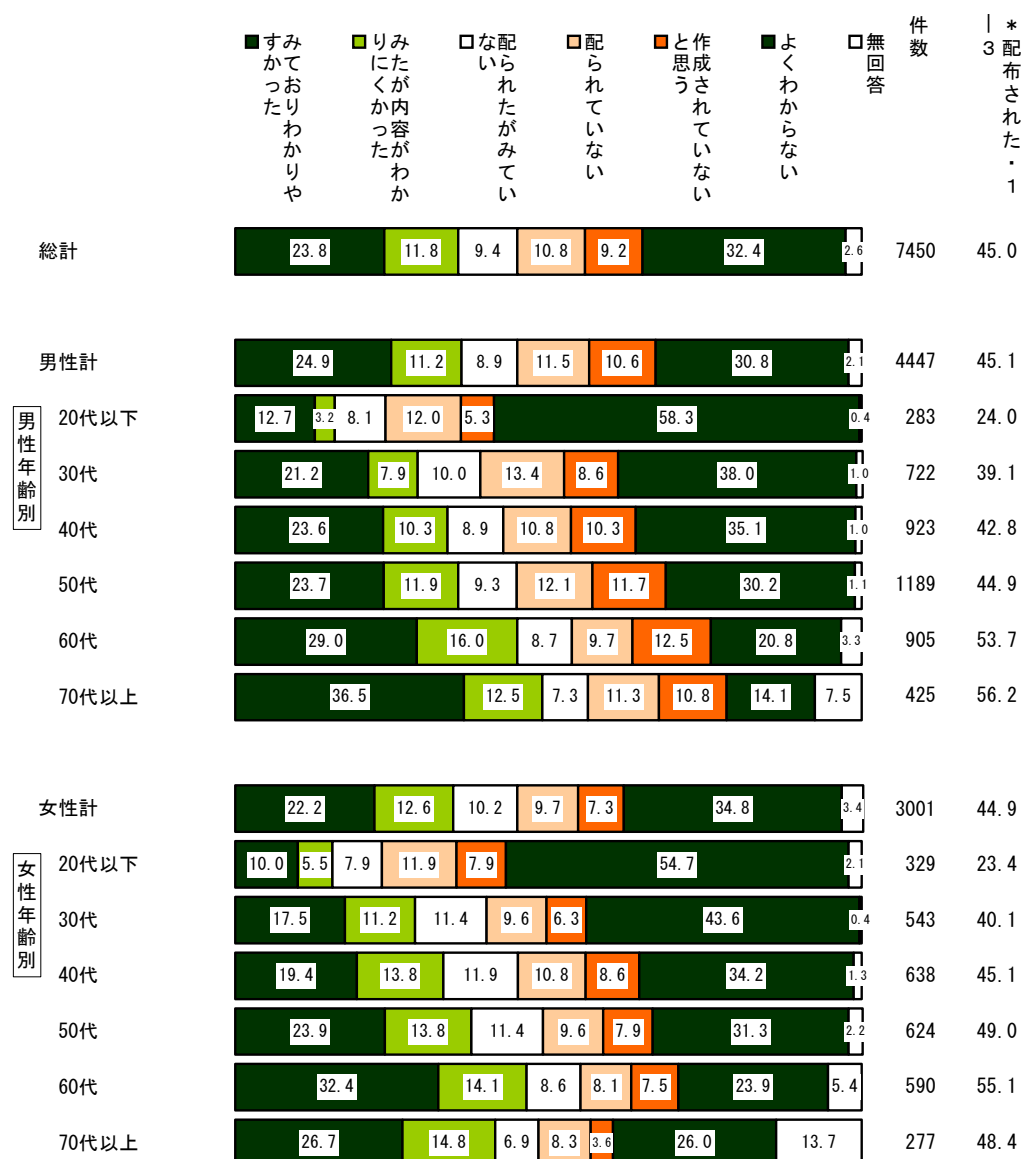 ■みておりわかりや
すかった
■みたが内容がわか
りにくかった
□配られたがみてい
ない
■配られていない
■作成されていない
と思う
■よくわからない
□無回答
件数
*配布された・1
|3
総計 23.8 11.8 9.4 10.8 9.2 32.4 2.6 7450 45.0
男性計 24.9 11.2 8.9 11.5 10.6 30.8 2.1 4447 45.1
男性年齢別
20代以下 12.7 3.2 8.1 12.0 5.3 58.3 0.4 283 24.0
30代 21.2 7.9 10.0 13.4 8.6 38.0 1.0 722 39.1
40代 23.6 10.3 8.9 10.8 10.3 35.1 1.0 923 42.8
50代 23.7 11.9 9.3 12.1 11.7 30.2 1.1 1189 44.9
60代 29.0 16.0 8.7 9.7 12.5 20.8 3.3 905 53.7
70代以上 36.5 12.5 7.3 11.3 10.8 14.1 7.5 425 56.2
女性計 22.2 12.6 10.2 9.7 7.3 34.8 3.4 3001 44.9
女性年齢別
20代以下 10.0 5.5 7.9 11.9 7.9 54.7 2.1 329 23.4
30代 17.5 11.2 11.4 9.6 6.3 43.6 0.4 543 40.1
40代 19.4 13.8 11.9 10.8 8.6 34.2 1.3 638 45.1
50代 23.9 13.8 11.4 9.6 7.9 31.3 2.2 624 49.0
60代 32.4 14.1 8.6 8.1 7.5 23.9 5.4 590 55.1
70代以上 26.7 14.8 6.9 8.3 3.6 26.0 13.7 277 48.4